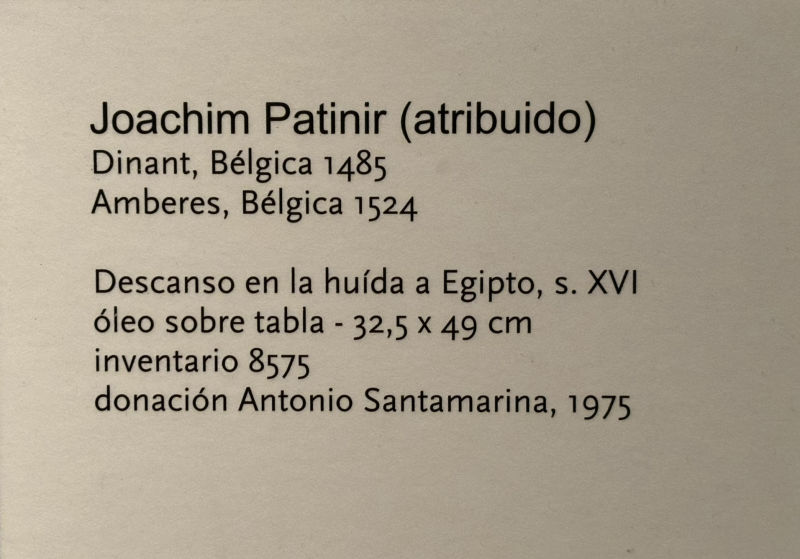 Joachim Patinir (atribuido)
Dinant, Bélgica 1485
Amberes, Bélgica 1524
Descanso en la huída a Egipto, s. XVI
óleo sobre tabla - 32,5 x 49 cm
inventario 8575
donación Antonio Santamarina, 1975